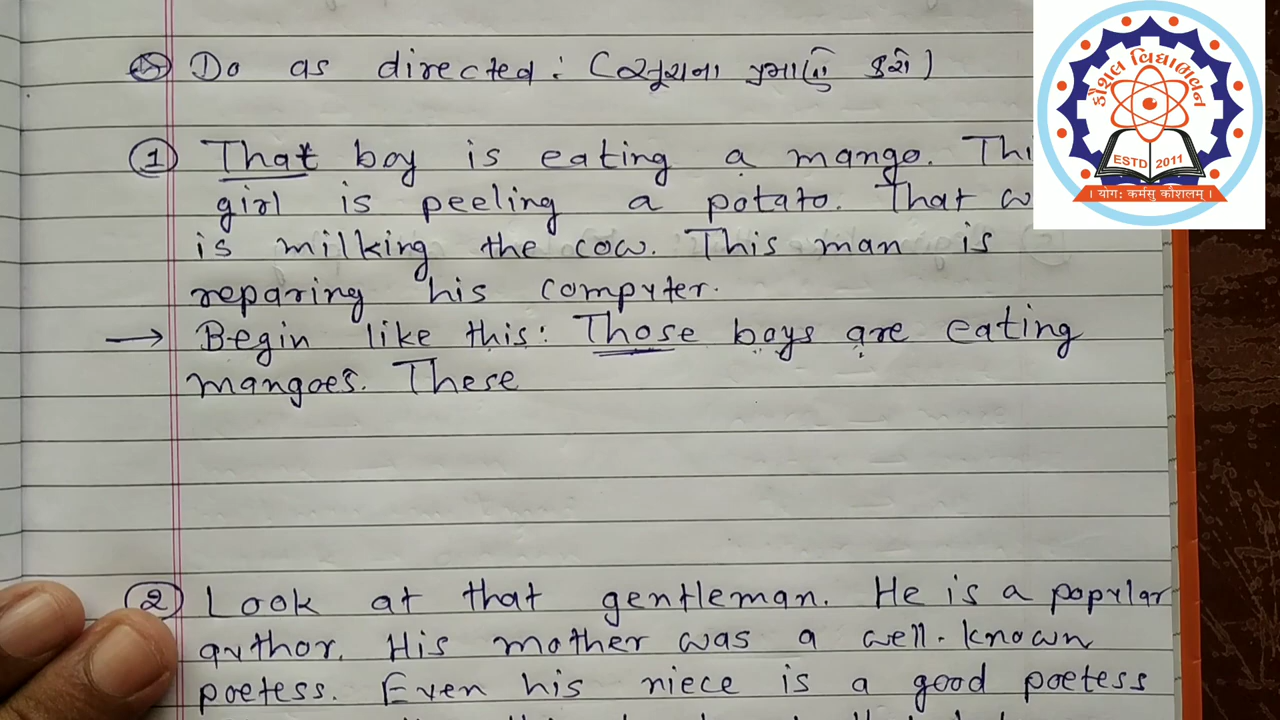 Do as directed : (સૂચના પ્રમાણે કરો)
① That boy is eating a mango.
girl is peeling a potato. That
is milking the cow. This man is
reparing his computer.
→ Begin like this: Those boys are eating
mangoes. These
② Look at that gentleman. He is a popular
author. His mother was a well-known
poetess. Even his niece is a good poetess
કૌશલ વિદ્યાભવન
ESTD 2011
। योगः कर्मसु कौशलम् ।